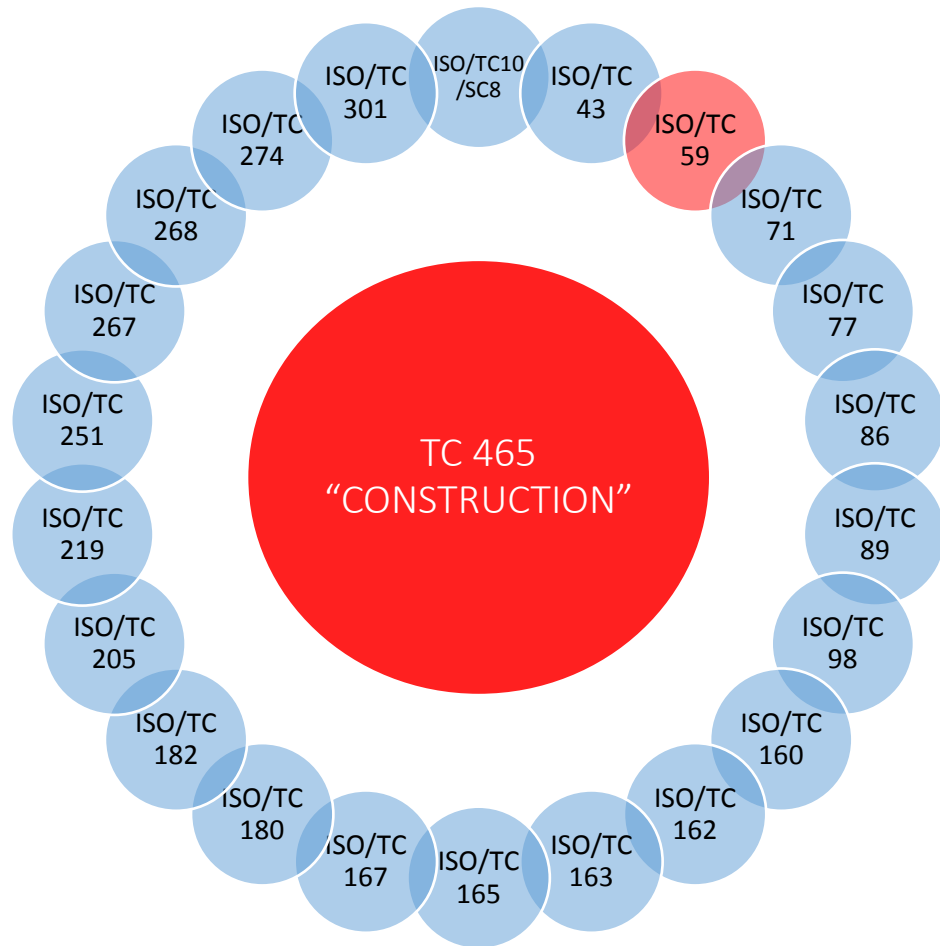 ISO/TC10
/SC8
ISO/TC
43
ISO/TC
59
ISO/TC
71
ISO/TC
77
ISO/TC
86
ISO/TC
89
ISO/TC
98
ISO/TC
160
ISO/TC
162
ISO/TC
163
ISO/TC
165
ISO/TC
167
ISO/TC
180
ISO/TC
182
ISO/TC
205
ISO/TC
219
ISO/TC
251
ISO/TC
267
ISO/TC
268
ISO/TC
274
ISO/TC
301
TC 465
“CONSTRUCTION”